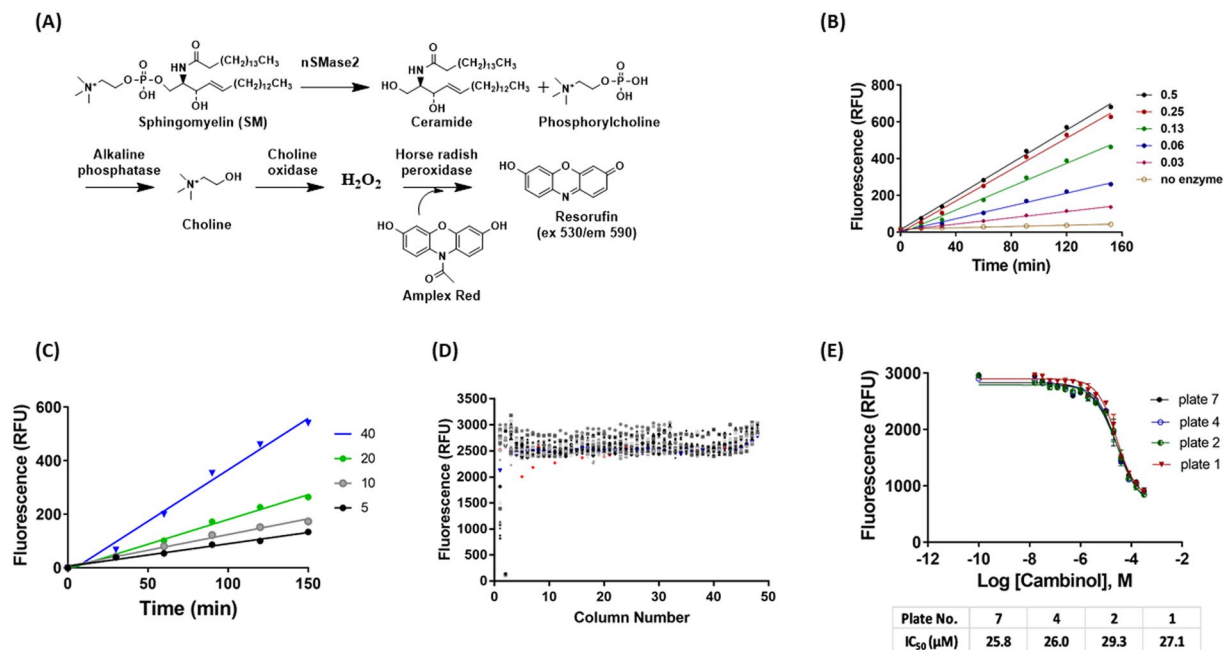 (A)
O
HN
(CH2)13CH3
nSMase2
O
HN
(CH2)13CH3
N+
O
O
P
O
OH
(CH2)12CH3
OH
HO
(CH2)12CH3
OH
+
N+
O
O
P
OH
OH
Sphingomyelin (SM)
Ceramide
Phosphorylcholine
Alkaline
phosphatase
N+
OH
Choline
Choline
oxidase
H2O2
Horse radish
peroxidase
HO
O
O
N
Resorufin
(ex 530/em 590)
HO
O
OH
N
O
Amplex Red
(B)
Fluorescence (RFU)
800
600
400
200
0
0 40 80 120 160
Time (min)
0.5
0.25
0.13
0.06
0.03
no enzyme
(C)
Fluorescence (RFU)
600
400
200
0
0 50 100 150
Time (min)
40
20
10
5
(D)
Fluorescence (RFU)
4000
3500
3000
2500
2000
1500
1000
500
0
0 10 20 30 40 50
Column Number
(E)
Fluorescence (RFU)
3000
2000
1000
0
-12 -10 -8 -6 -4 -2
Log [Cambinol], M
plate 7
plate 4
plate 2
plate 1
Plate No. 7 4 2 1
IC50 (µM) 25.8 26.0 29.3 27.1